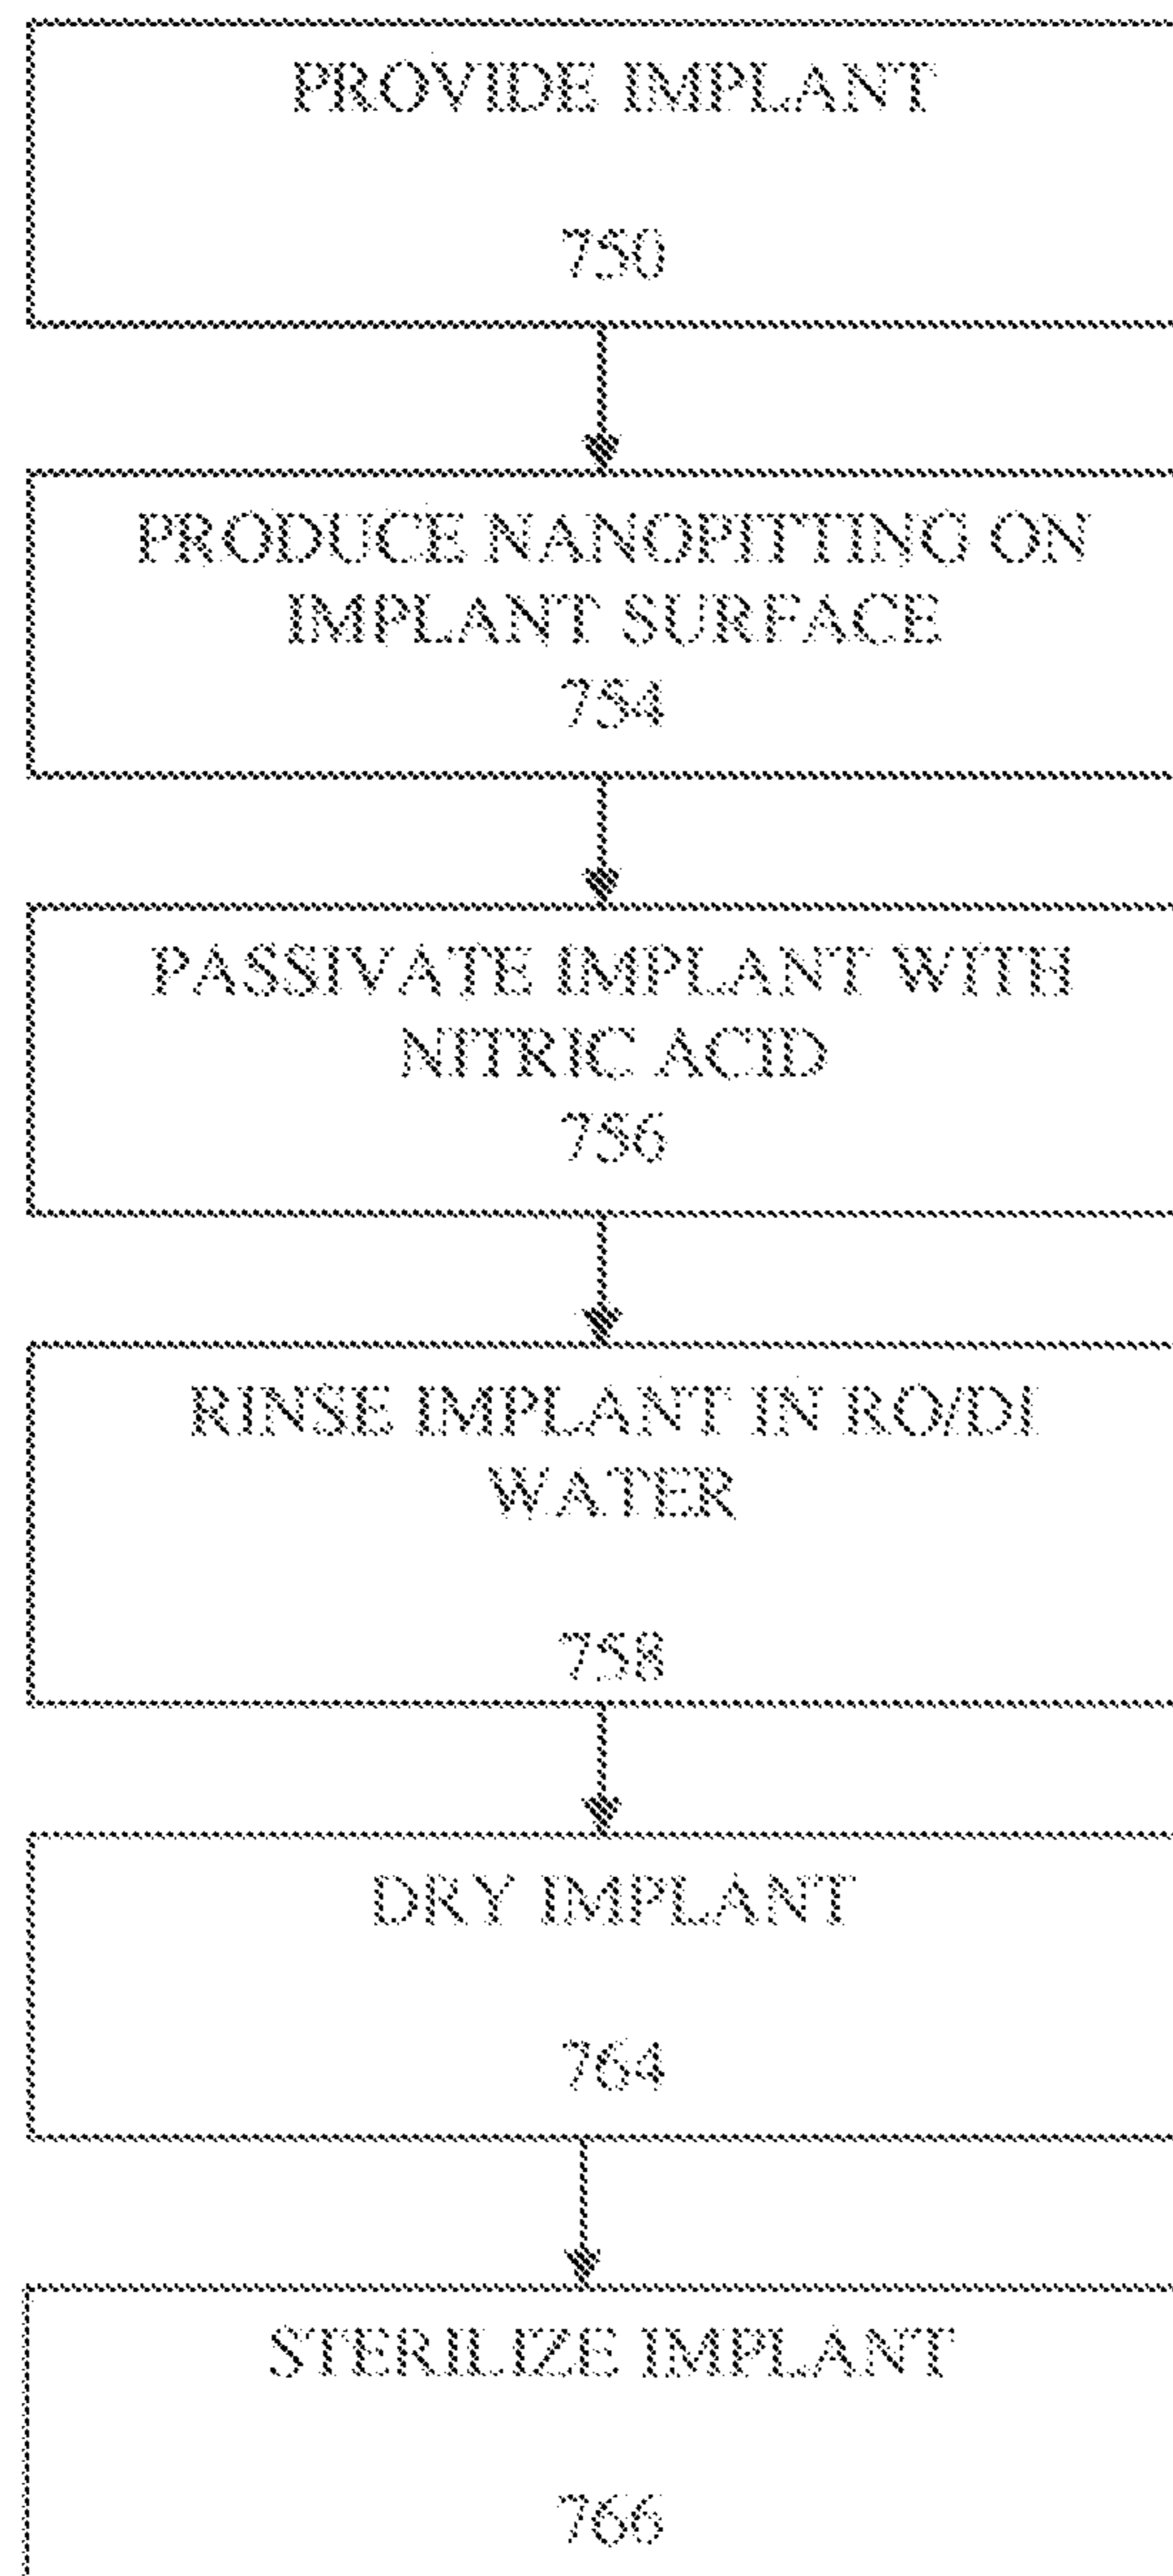 PROVIDE IMPLANT
750
PRODUCE NANOPITTING ON
IMPLANT SURFACE
754
PASSIVATE IMPLANT WITH
NITRIC ACID
756
RINSE IMPLANT IN RO/DI
WATER
758
DRY IMPLANT
764
STERILIZE IMPLANT
766